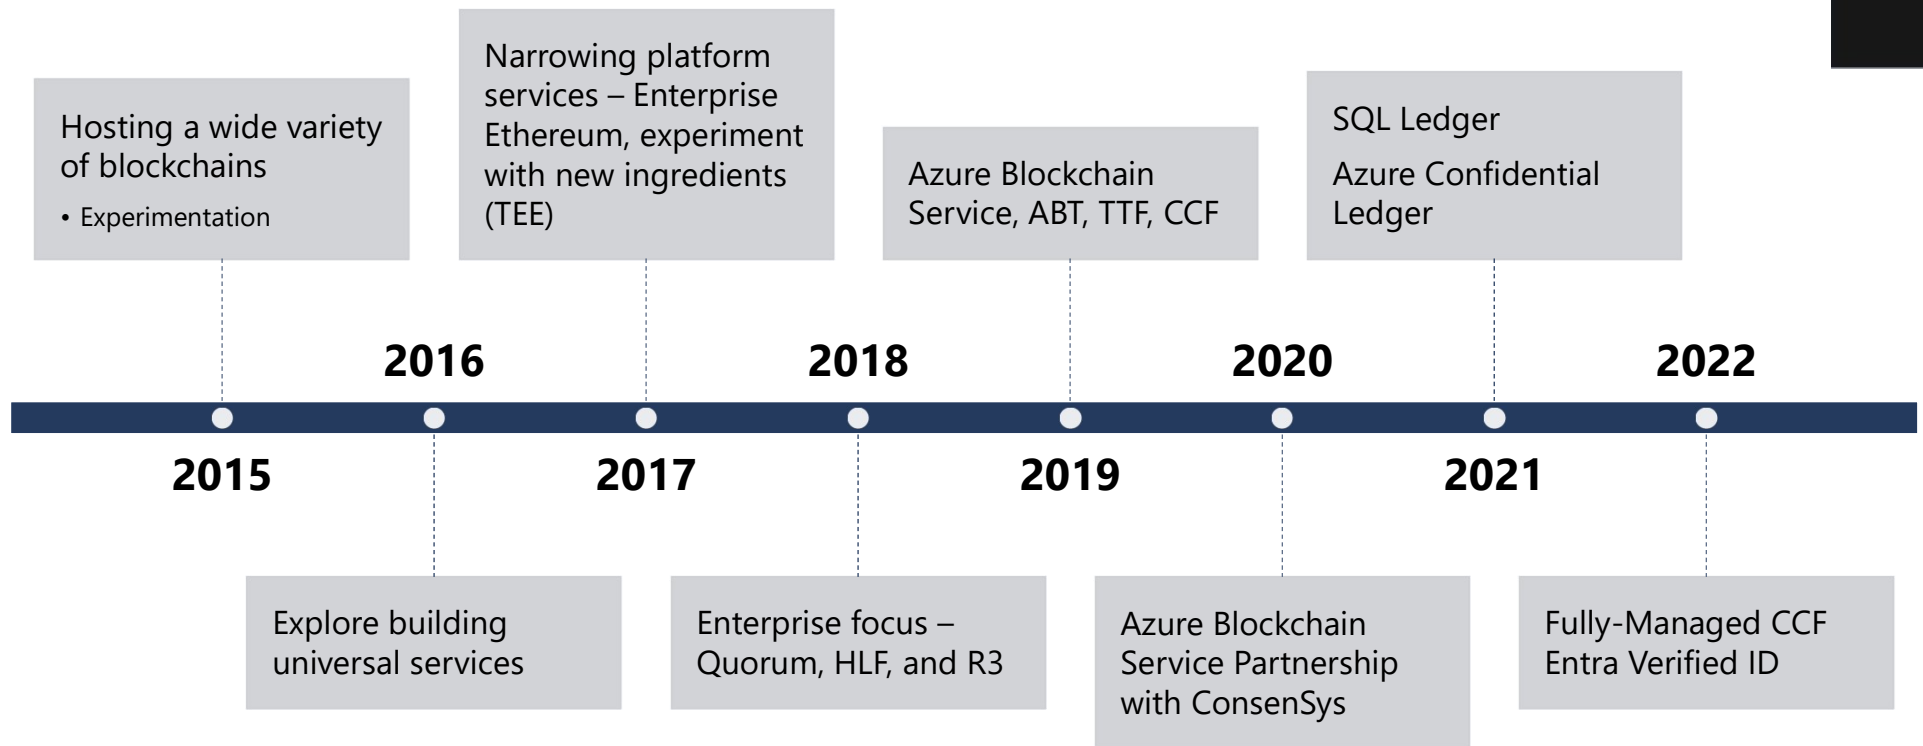 Hosting a wide variety
of blockchains
• Experimentation
2015
2016
Explore building
universal services
Narrowing platform
services – Enterprise
Ethereum, experiment
with new ingredients
(TEE)
2017
2018
Enterprise focus –
Quorum, HLF, and R3
Azure Blockchain
Service, ABT, TTF, CCF
2019
2020
Azure Blockchain
Service Partnership
with ConsenSys
SQL Ledger
Azure Confidential
Ledger
2021
2022
Fully-Managed CCF
Entra Verified ID